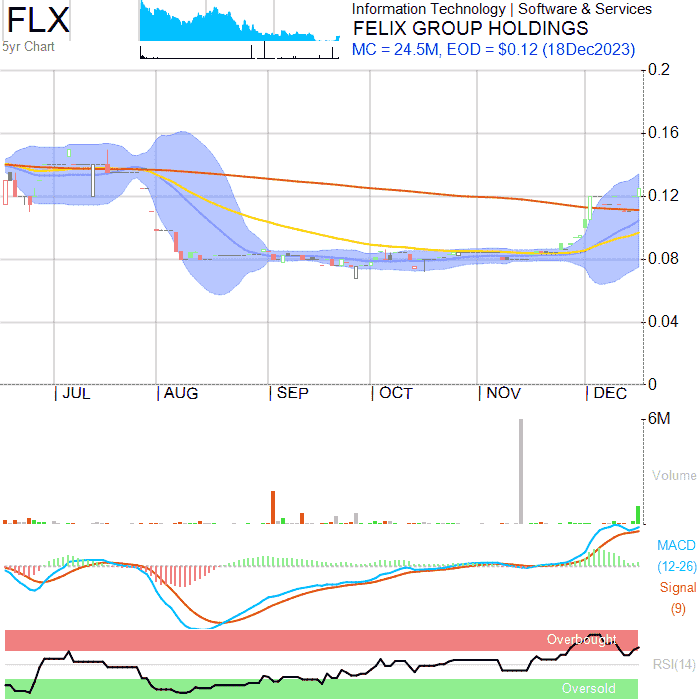 FLX
5yr Chart
Information Technology | Software & Services
FELIX GROUP HOLDINGS
MC = 24.5M, EOD = $0.12 (18Dec2023)
0.2
0.16
0.12
0.08
0.04
0
JUL AUG SEP OCT NOV DEC
6M
Volume
MACD
(12-26)
Signal
(9)
Overbought
RSI(14)
Oversold